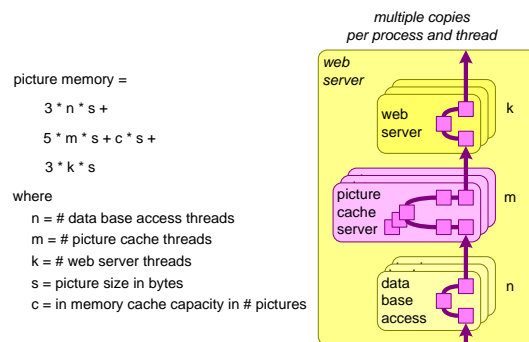 multiple copies
per process and thread
picture memory =
3 * n * s +
5 * m * s + c * s +
3 * k * s
where
n = # data base access threads
m = # picture cache threads
k = # web server threads
s = picture size in bytes
c = in memory cache capacity in # pictures
web
server
web
server
k
picture
cache
server
m
data
base
access
n